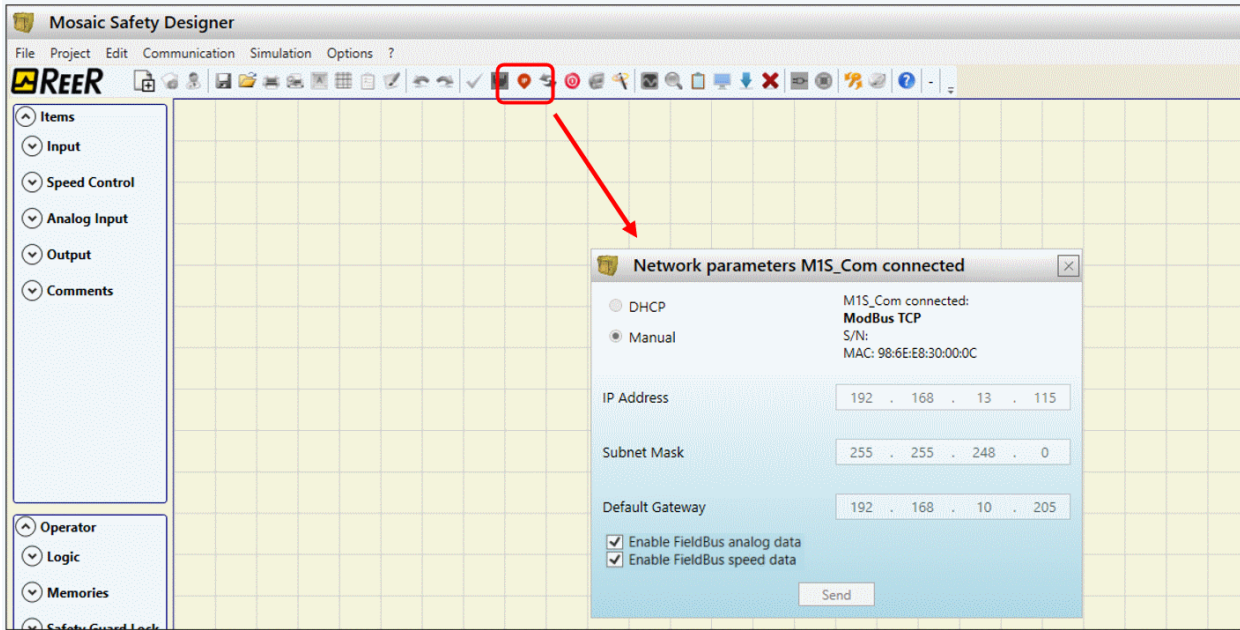 Mosaic Safety Designer
File Project Edit Communication Simulation Options ?
REER
Items
Input
Speed Control
Analog Input
Output
Comments
Network parameters M1S_Com connected
DHCP
Manual
M1S_Com connected:
ModBus TCP
S/N:
MAC: 98:6E:E8:30:00:0C
IP Address 192 . 168 . 13 . 115
Subnet Mask 255 . 255 . 248 . 0
Default Gateway 192 . 168 . 10 . 205
Enable FieldBus analog data
Enable FieldBus speed data
Send
Operator
Logic
Memories
Safety Guard Lock